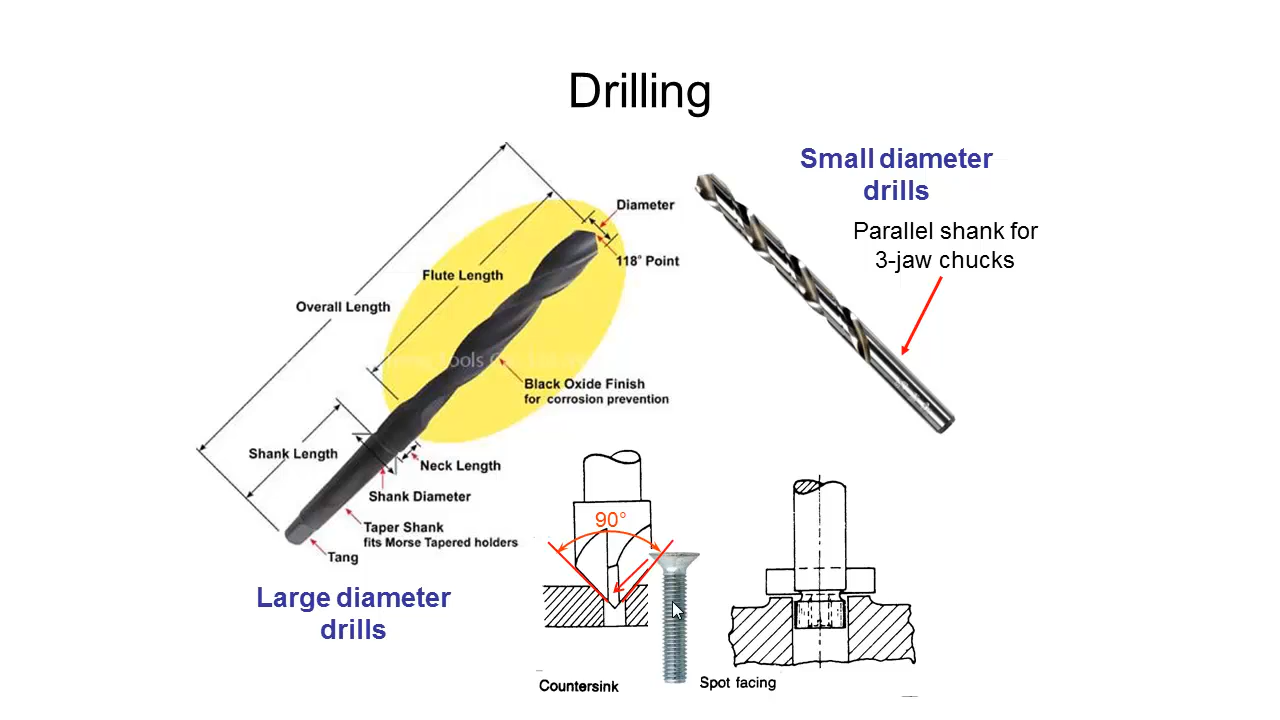 Drilling
Small diameter
drills
Parallel shank for
3-jaw chucks
Diameter
118° Point
Flute Length
Overall Length
Black Oxide Finish
for corrosion prevention
Shank Length
Neck Length
Shank Diameter
Taper Shank
fits Morse Tapered holders
Tang
Large diameter
drills
90°
Countersink
Spot facing